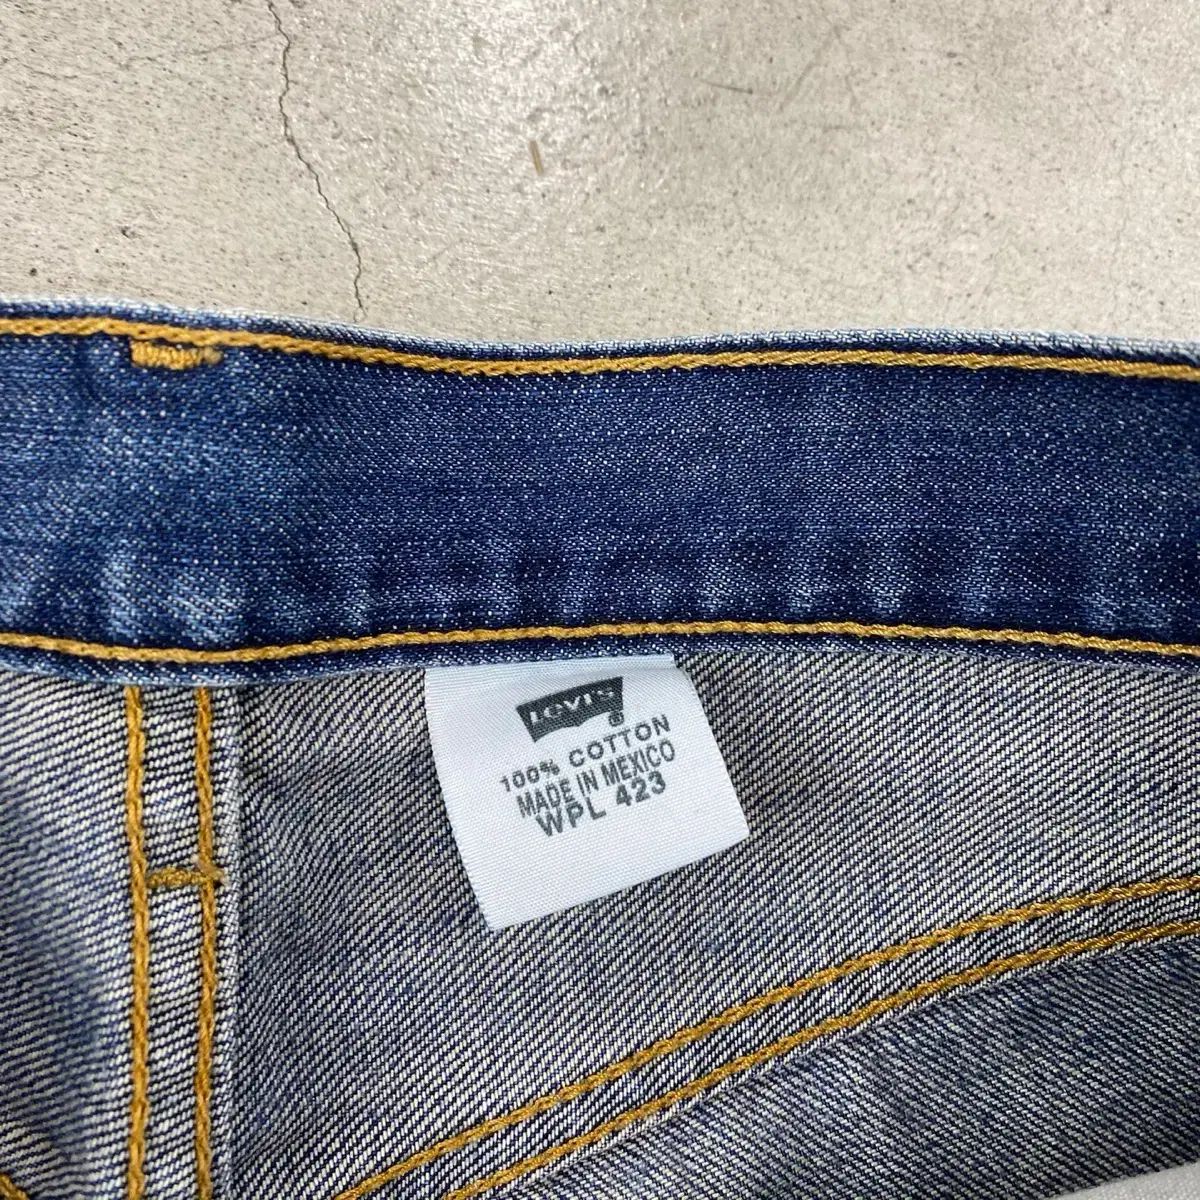 Levi's ®
100% COTTON
MADE IN MEXICO
WPL 423